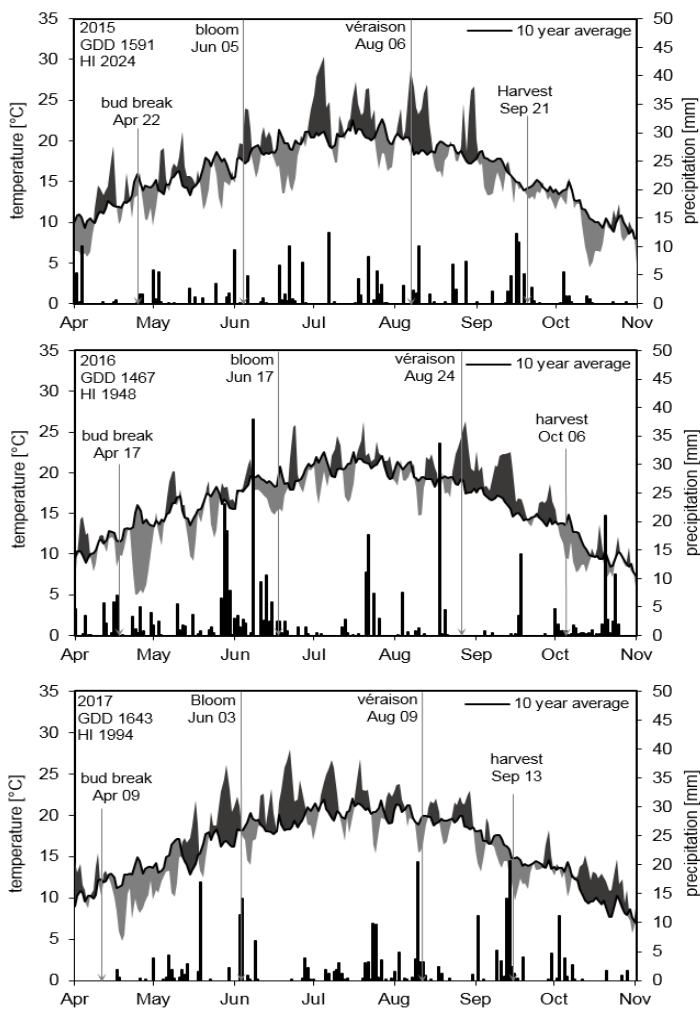 35
50
2015
GDD 1591
HI 2024
bloom
Jun 05
véraison
Aug 06
10 year average
30
45
40
25
35
bud break
Apr 22
Harvest
Sep 21
20
30
25
15
20
10
15
10
5
5
0
0
temperature [°C]
precipitation [mm]
Apr May Jun Jul Aug Sep Oct Nov
35
50
2016
GDD 1467
HI 1948
bloom
Jun 17
véraison
Aug 24
10 year average
30
45
40
25
35
bud break
Apr 17
harvest
Oct 06
20
30
25
15
20
10
15
10
5
5
0
0
temperature [°C]
precipitation [mm]
Apr May Jun Jul Aug Sep Oct Nov
35
50
2017
GDD 1643
HI 1994
Bloom
Jun 03
véraison
Aug 09
10 year average
30
45
40
25
35
bud break
Apr 09
harvest
Sep 13
20
30
25
15
20
10
15
10
5
5
0
0
temperature [°C]
precipitation [mm]
Apr May Jun Jul Aug Sep Oct Nov